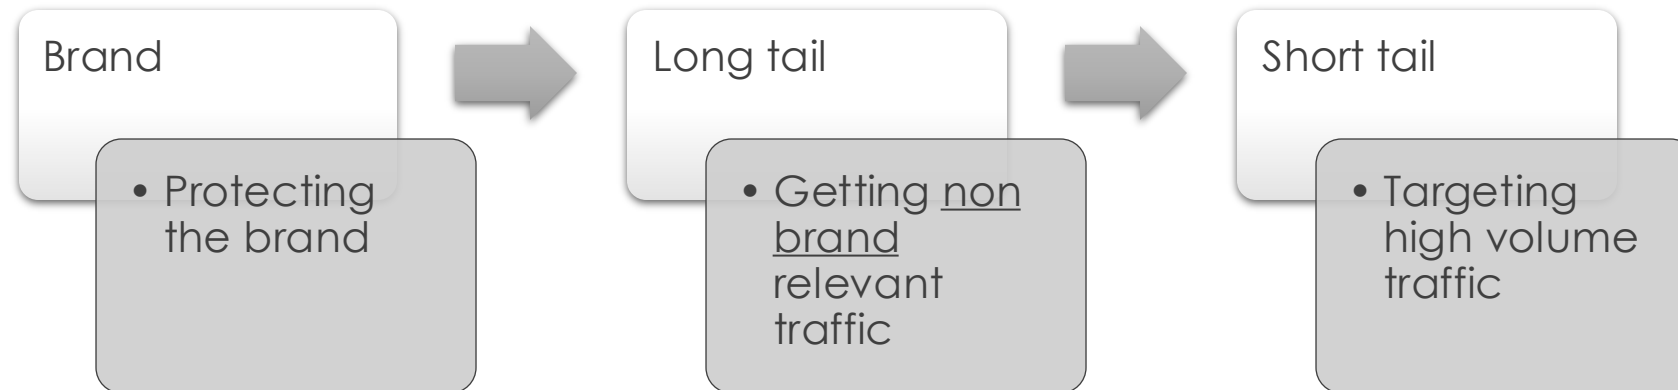 Brand
• Protecting
the brand
Long tail
• Getting non
brand
relevant
traffic
Short tail
• Targeting
high volume
traffic